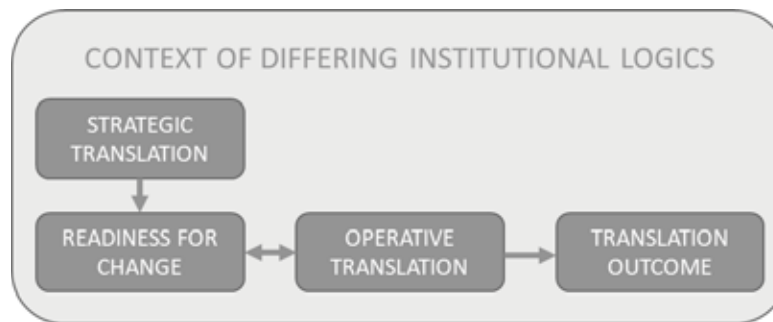 CONTEXT OF DIFFERING INSTITUTIONAL LOGICS
STRATEGIC
TRANSLATION
READINESS FOR
CHANGE
OPERATIVE
TRANSLATION
TRANSLATION
OUTCOME